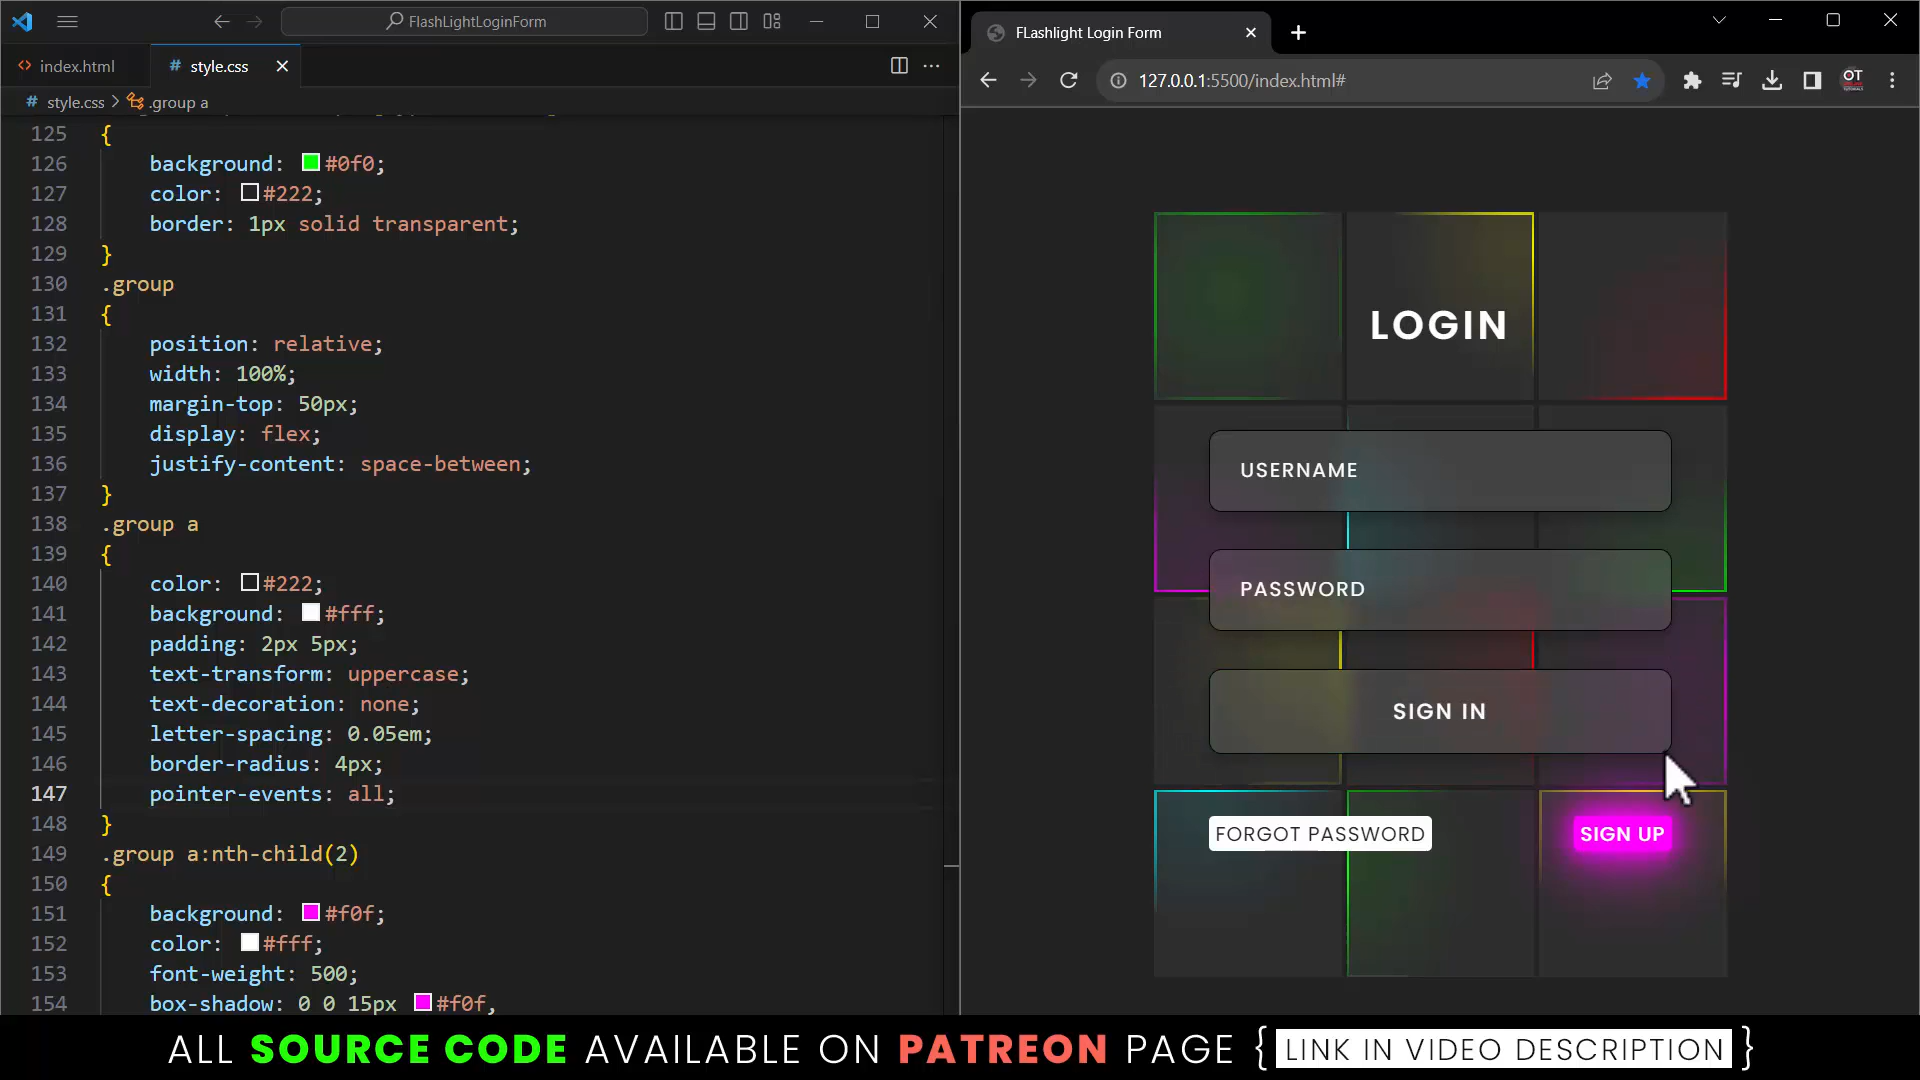 FlashLightLoginForm
index.html
# style.css
# style.css > .group a
125 {
126 background: #0f0;
127 color: #222;
128 border: 1px solid transparent;
129 }
130 .group
131 {
132 position: relative;
133 width: 100%;
134 margin-top: 50px;
135 display: flex;
136 justify-content: space-between;
137 }
138 .group a
139 {
140 color: #222;
141 background: #fff;
142 padding: 2px 5px;
143 text-transform: uppercase;
144 text-decoration: none;
145 letter-spacing: 0.05em;
146 border-radius: 4px;
147 pointer-events: all;
148 }
149 .group a:nth-child(2)
150 {
151 background: #f0f;
152 color: #fff;
153 font-weight: 500;
154 box-shadow: 0 0 15px #f0f,
FLashlight Login Form
127.0.0.1:5500/index.html#
OT
LOGIN
USERNAME
PASSWORD
SIGN IN
FORGOT PASSWORD
SIGN UP
ALL SOURCE CODE AVAILABLE ON PATREON PAGE { LINK IN VIDEO DESCRIPTION }